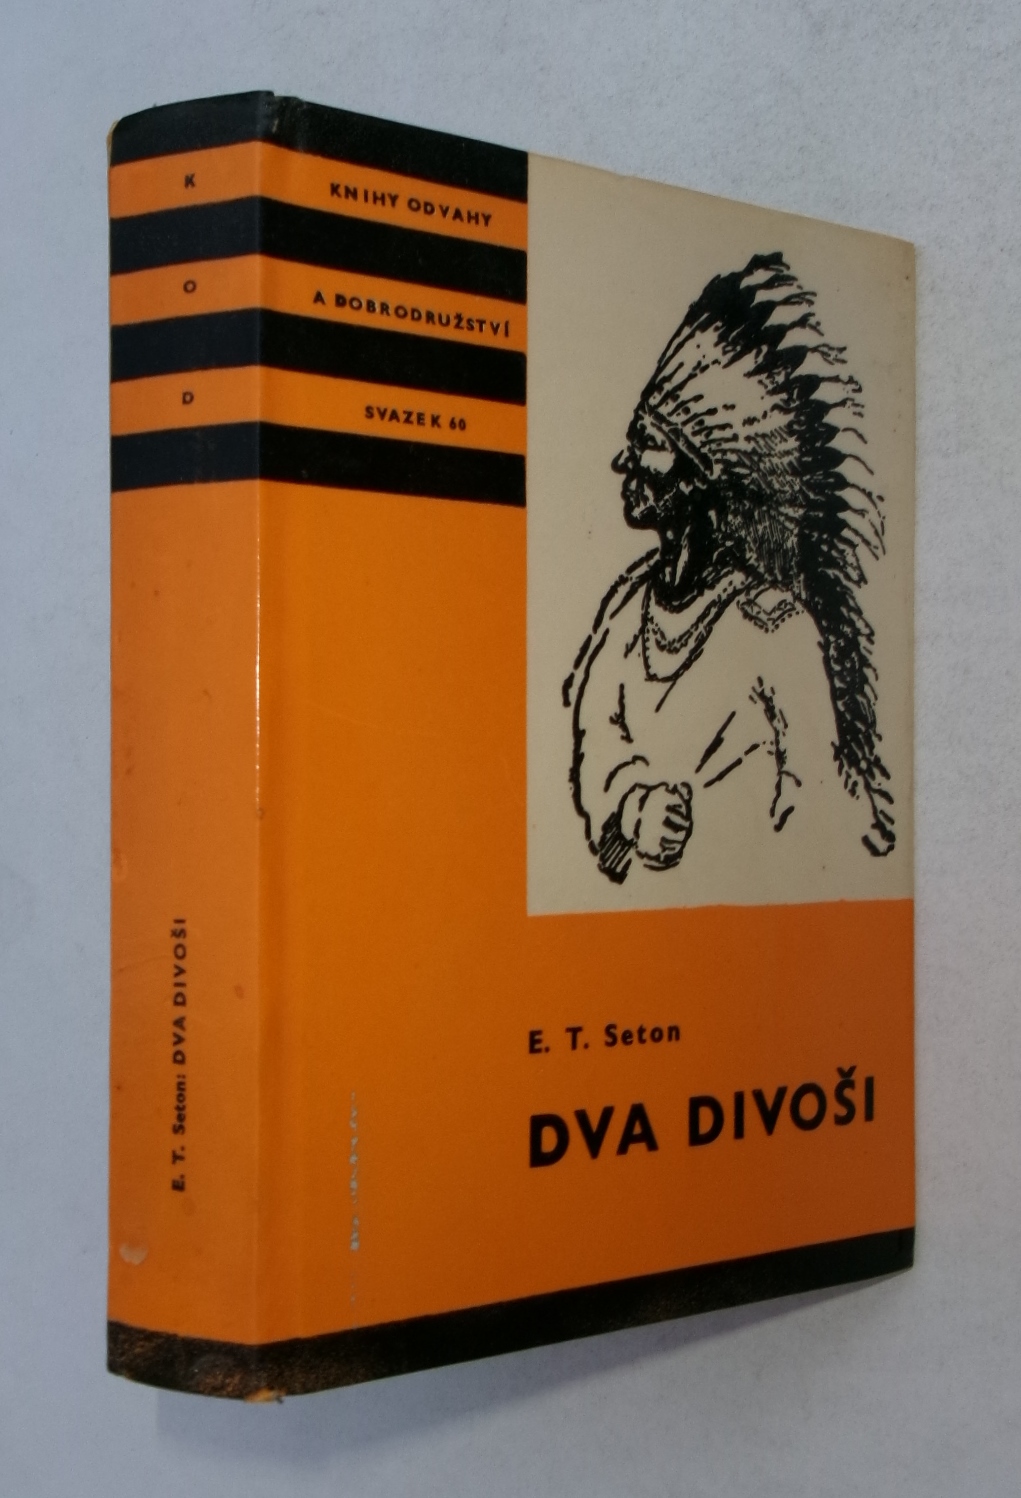 K
O
D
E. T. Seton: DVA DIVOŠI
KNIHY ODVAHY
A DOBRODRUŽSTVÍ
SVAZEK 60
E. T. Seton
DVA DIVOŠI